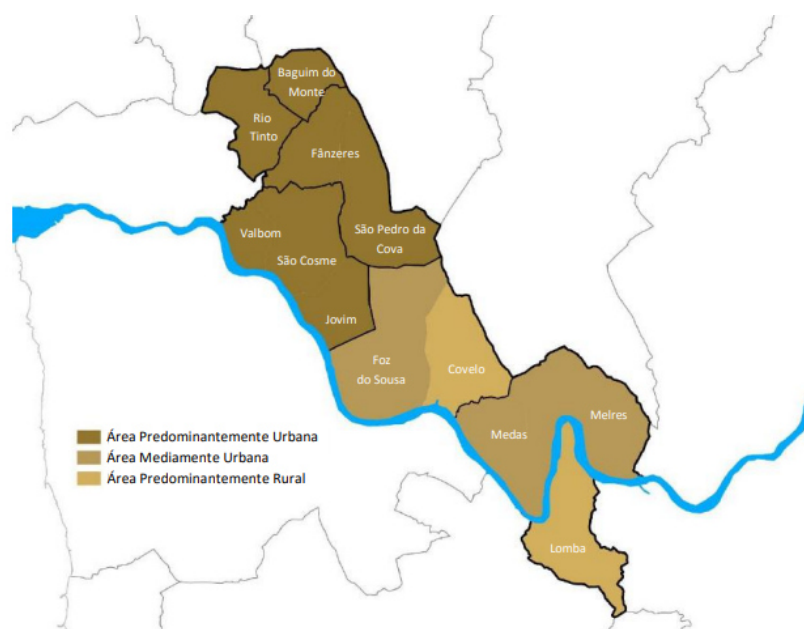 Baguim do
Monte
Rio
Tinto
Fânzeres
São Pedro da
Cova
Valbom
São Cosme
Jovim
Foz
do Sousa
Covelo
Medas
Melres
Lomba
Área Predominantemente Urbana
Área Mediamente Urbana
Área Predominantemente Rural